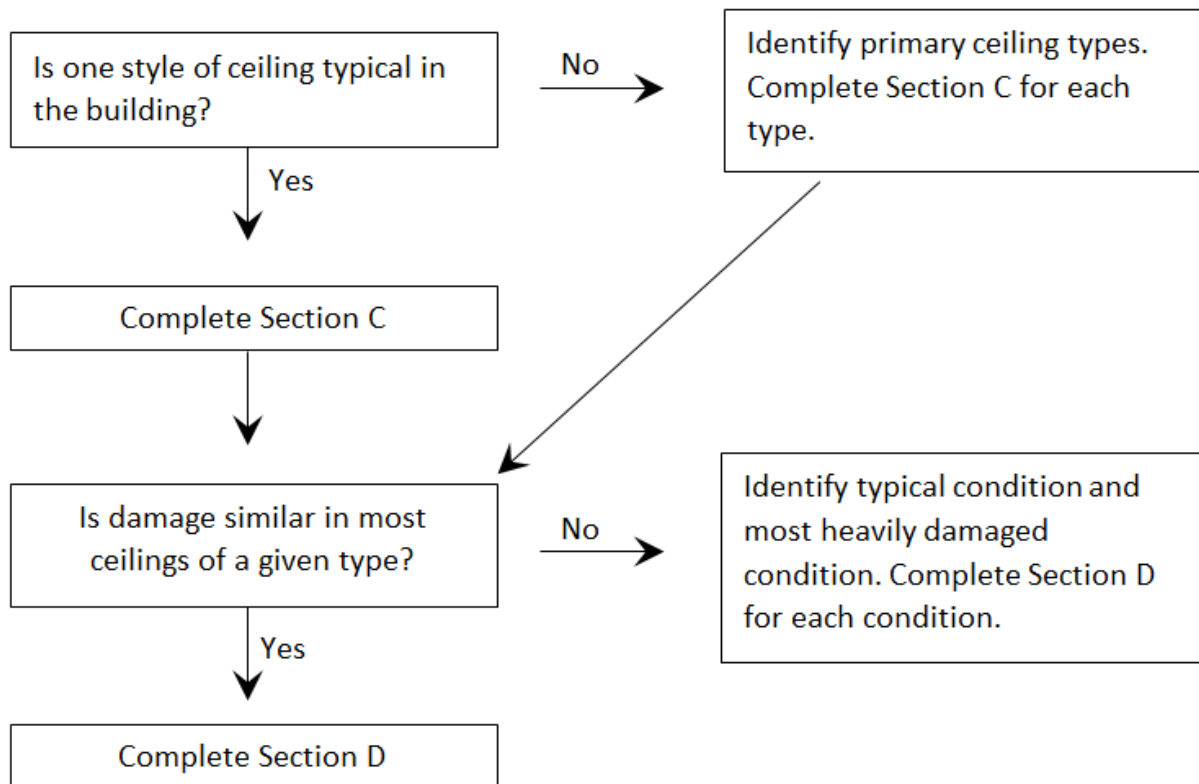 Is one style of ceiling typical in
the building?
No
Identify primary ceiling types.
Complete Section C for each
type.
Yes
Complete Section C
Is damage similar in most
ceilings of a given type?
No
Identify typical condition and
most heavily damaged
condition. Complete Section D
for each condition.
Yes
Complete Section D